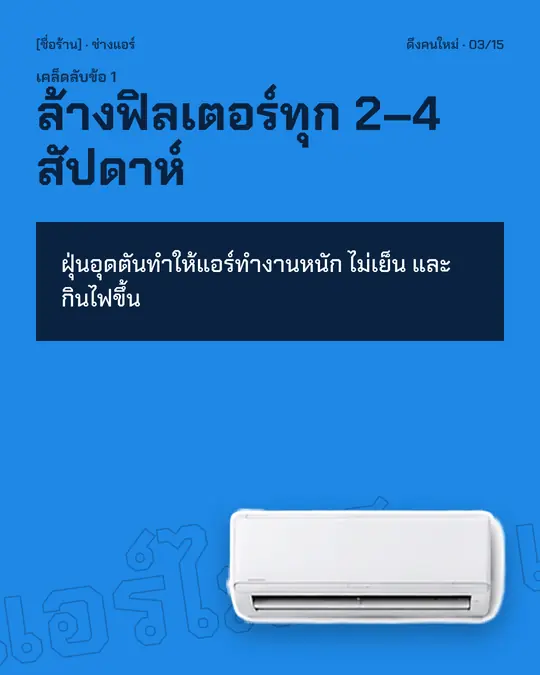 [ชื่อร้าน] · ช่างแอร์
ดึงคนใหม่ · 03/15
เคล็ดลับข้อ 1
ล้างฟิลเตอร์ทุก 2–4
สัปดาห์
ฝุ่นอุดตันทำให้แอร์ทำงานหนัก ไม่เย็น และ
กินไฟขึ้น
แอร์ไ